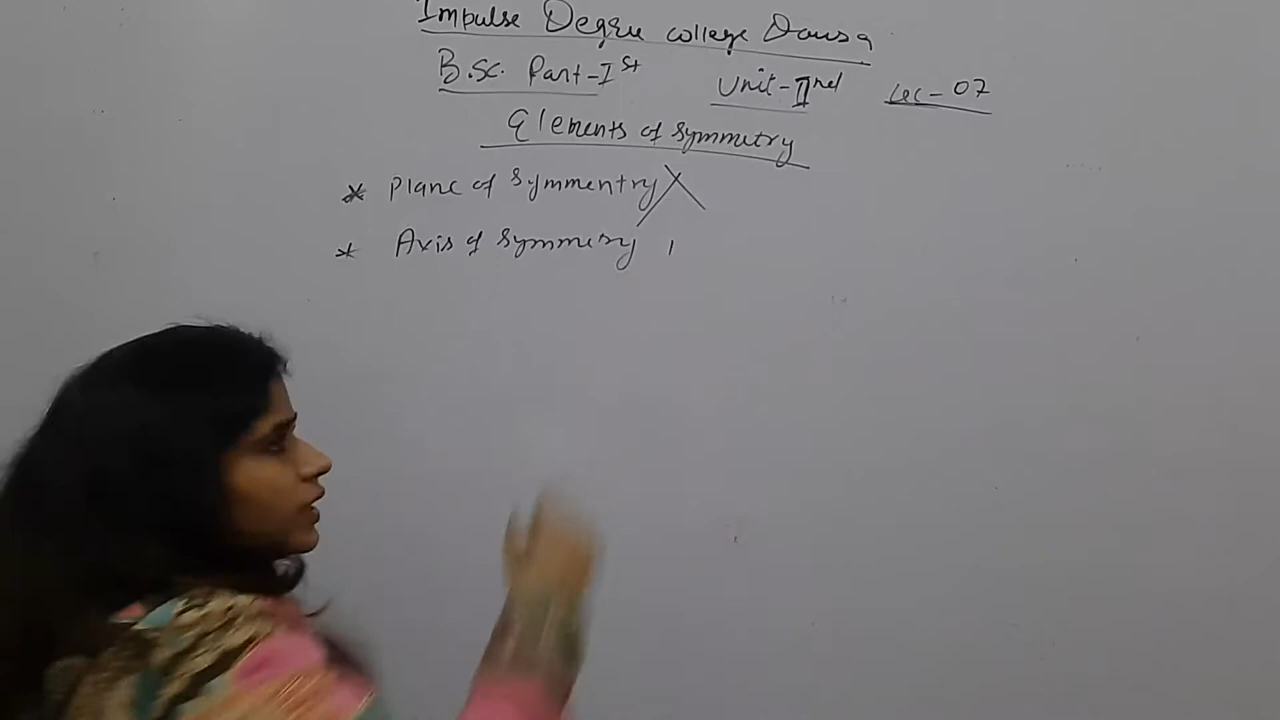 Impulse Degree college Dausa
B.Sc. Part-Ist Unit-IInd Lec-07
Elements of Symmetry
* Plane of Symmentry
* Axis of Symmetry